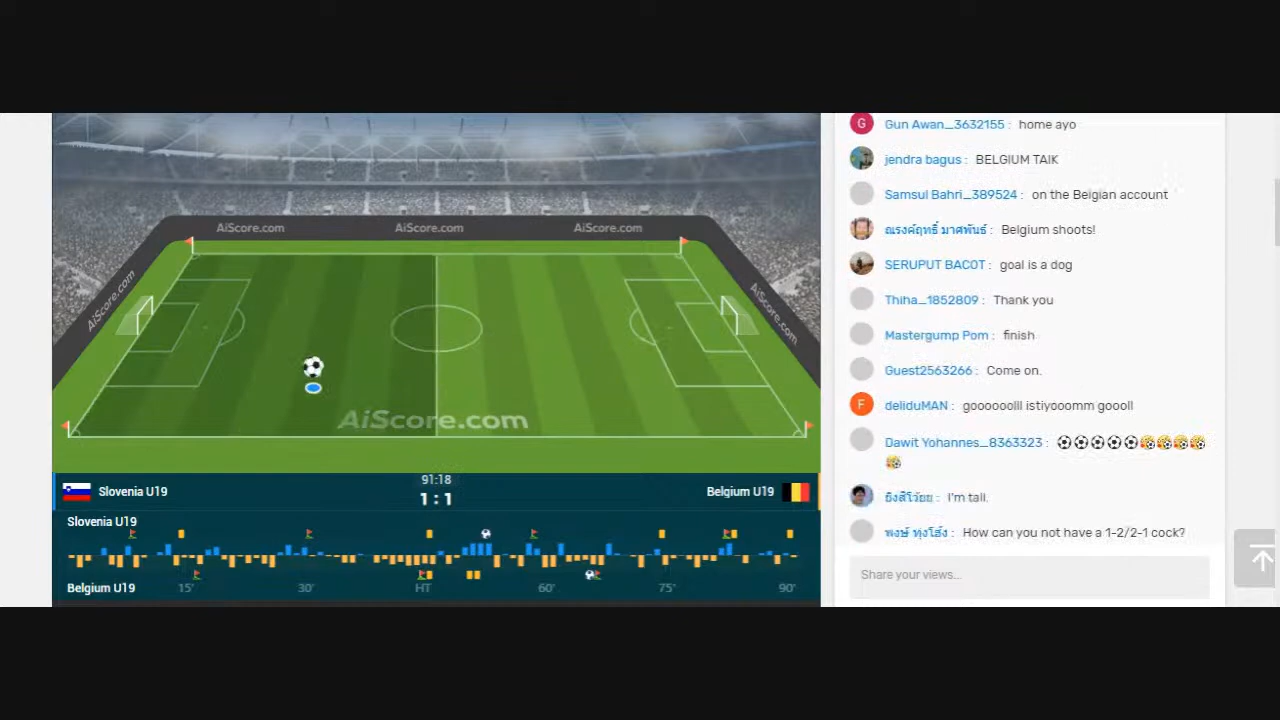 AiScore.com
AiScore.com
AiScore.com
AiScore.com
AiScore.com
AiScore.com
Slovenia U19
91:18
1 : 1
Belgium U19
Slovenia U19
Belgium U19
15'
30'
HT
60'
75'
90'
G
Gun Awan_3632155 : home ayo
jendra bagus : BELGIUM TAIK
Samsul Bahri_389524 : on the Belgian account
ณรงค์ฤทธิ์ มาศพันธ์ : Belgium shoots!
SERUPUT BACOT : goal is a dog
Thiha_1852809 : Thank you
Mastergump Pom : finish
Guest2563266 : Come on.
F
deliduMAN : goooooolll istiyooomm goooll
Dawit Yohannes_8363323 : ⚽⚽⚽⚽⚽
I'm tall.
How can you not have a 1-2/2-1 cock?
Share your views...